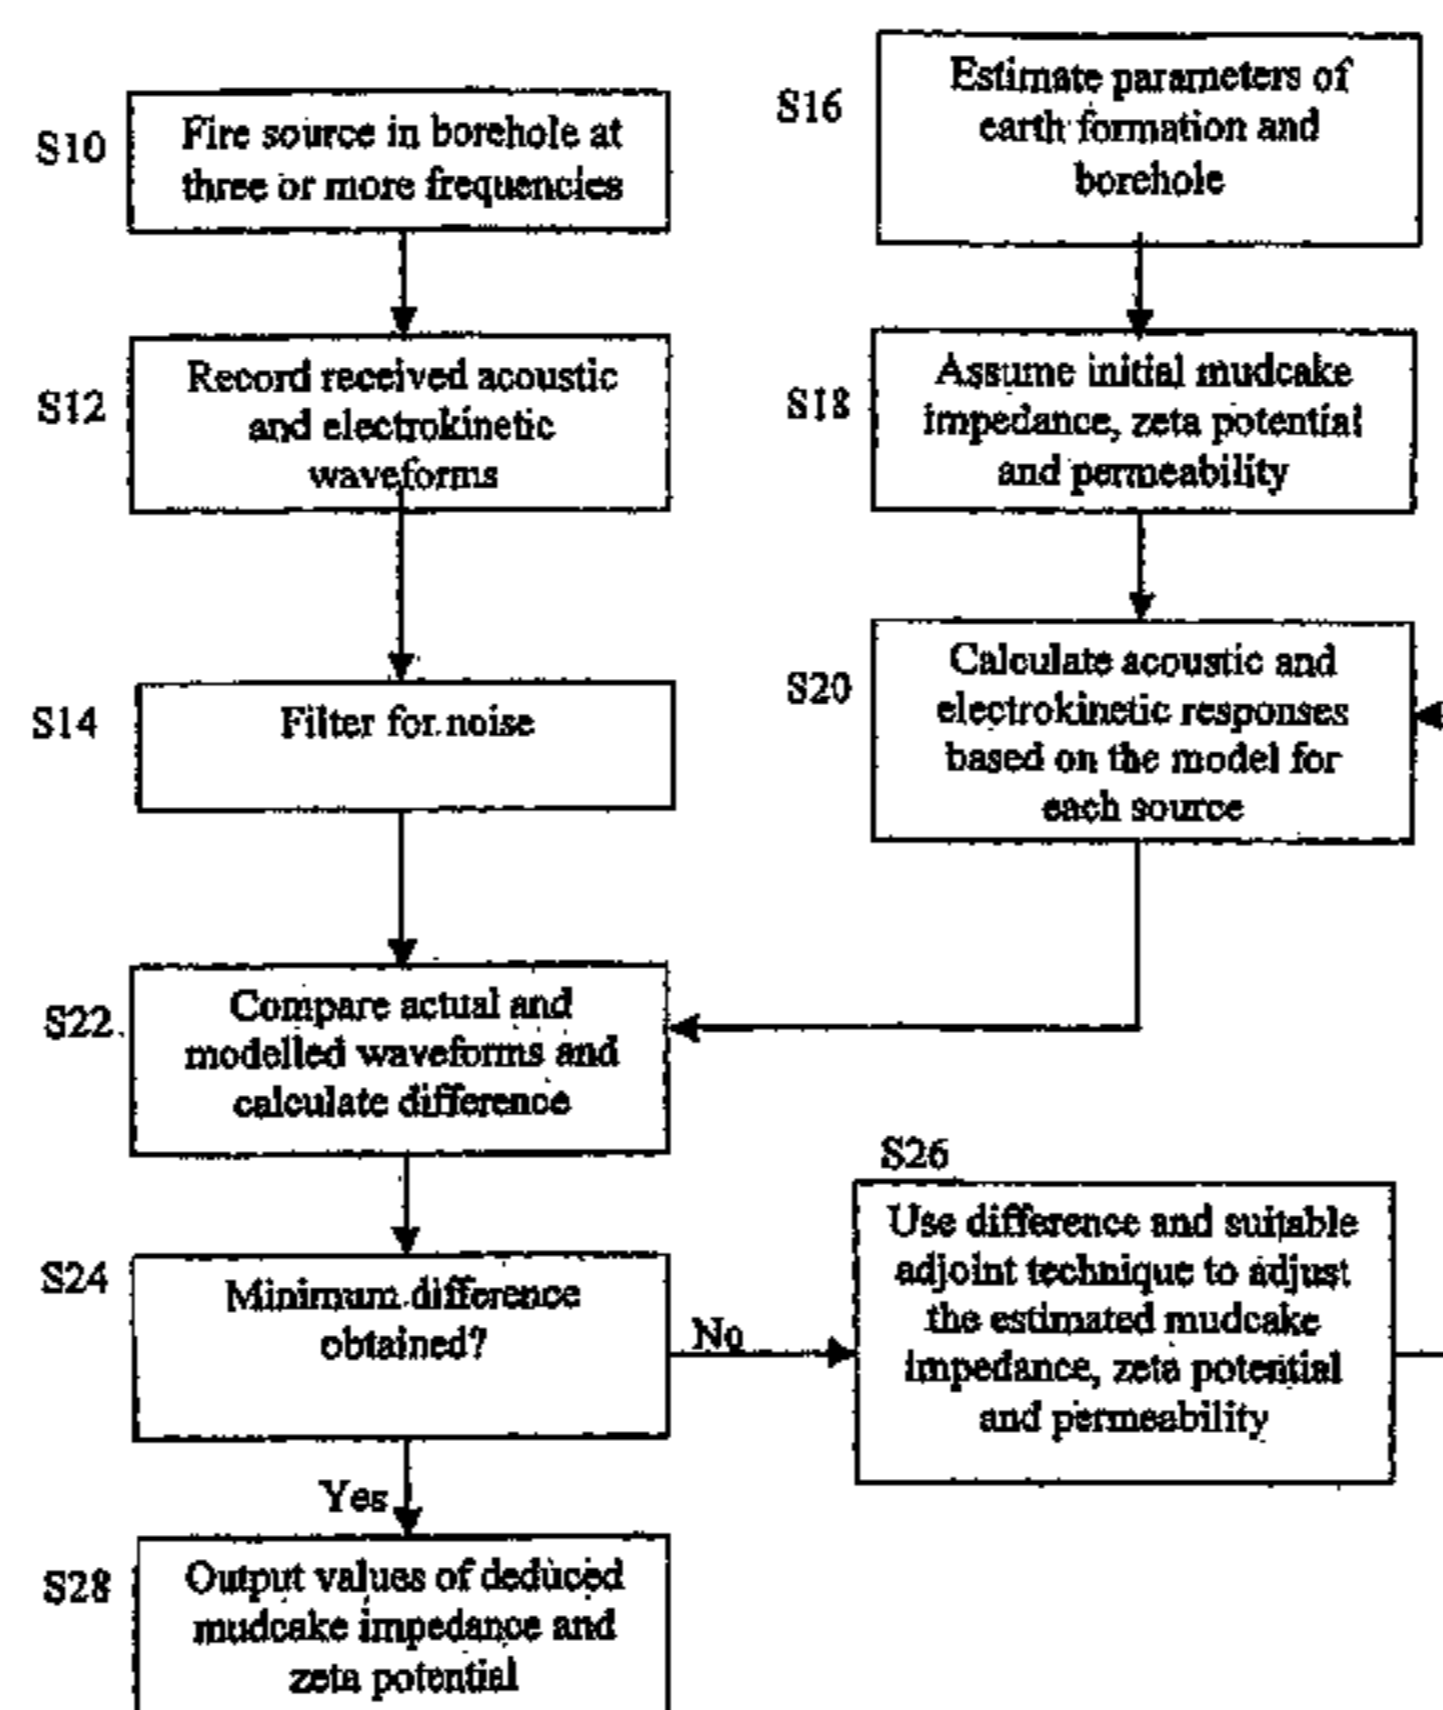 S10
Fire source in borehole at
three or more frequencies
S12
Record received acoustic
and electrokinetic
waveforms
S14
Filter for noise
S16
Estimate parameters of
earth formation and
borehole
S18
Assume initial mudcake
impedance, zeta potential
and permeability
S20
Calculate acoustic and
electrokinetic responses
based on the model for
each source
S22
Compare actual and
modelled waveforms and
calculate difference
S24
Minimum difference
obtained?
No
S26
Use difference and suitable
adjoint technique to adjust
the estimated mudcake
impedance, zeta potential
and permeability
Yes
S28
Output values of deduced
mudcake impedance and
zeta potential